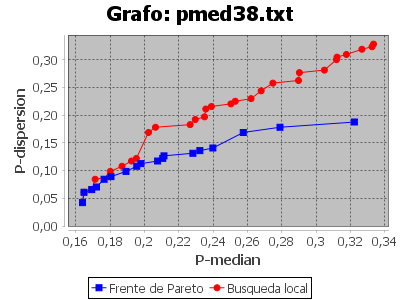 Grafo: pmed38.txt
P-dispersion
0,30
0,25
0,20
0,15
0,10
0,05
0,00
0,16 0,18 0,2 0,22 0,24 0,26 0,28 0,3 0,32 0,34
P-median
Frente de Pareto Busqueda local